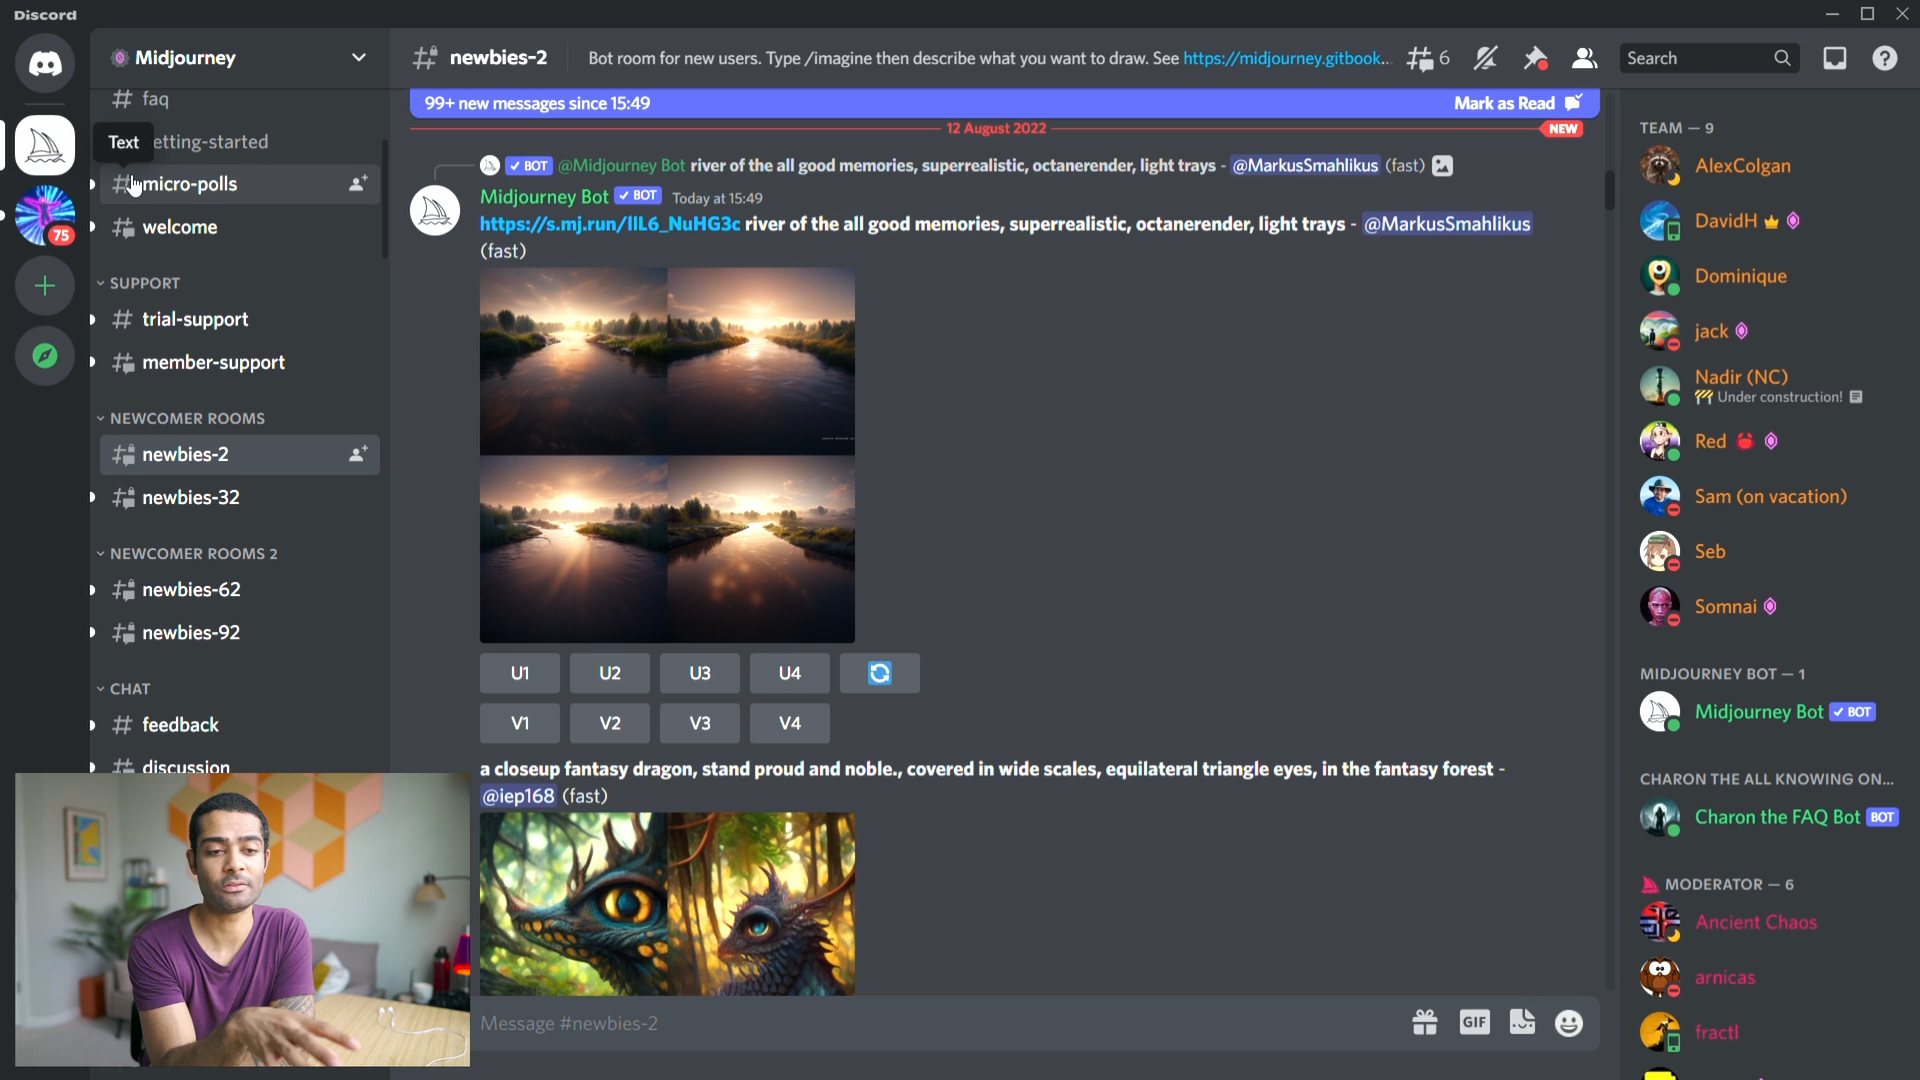 Discord
Midjourney
faq
Text
etting-started
micro-polls
welcome
75
SUPPORT
trial-support
member-support
NEWCOMER ROOMS
newbies-2
newbies-32
NEWCOMER ROOMS 2
newbies-62
newbies-92
CHAT
feedback
discussion
newbies-2
Bot room for new users. Type /imagine then describe what you want to draw. See https://midjourney.gitbook...
6
Search
99+ new messages since 15:49
Mark as Read
12 August 2022
NEW
✓ BOT @Midjourney Bot river of the all good memories, superrealistic, octanerender, light trays - @MarkusSmahlikus (fast)
Midjourney Bot ✓ BOT Today at 15:49
https://s.mj.run/IlL6_NuHG3c river of the all good memories, superrealistic, octanerender, light trays - @MarkusSmahlikus
(fast)
U1 U2 U3 U4
V1 V2 V3 V4
a closeup fantasy dragon, stand proud and noble., covered in wide scales, equilateral triangle eyes, in the fantasy forest -
@iep168 (fast)
Message #newbies-2
GIF
TEAM — 9
AlexColgan
DavidH
Dominique
jack
Nadir (NC)
Under construction!
Red
Sam (on vacation)
Seb
Somnai
MIDJOURNEY BOT — 1
Midjourney Bot ✓ BOT
CHARON THE ALL KNOWING ON...
Charon the FAQ Bot BOT
MODERATOR — 6
Ancient Chaos
arnicas
fractl